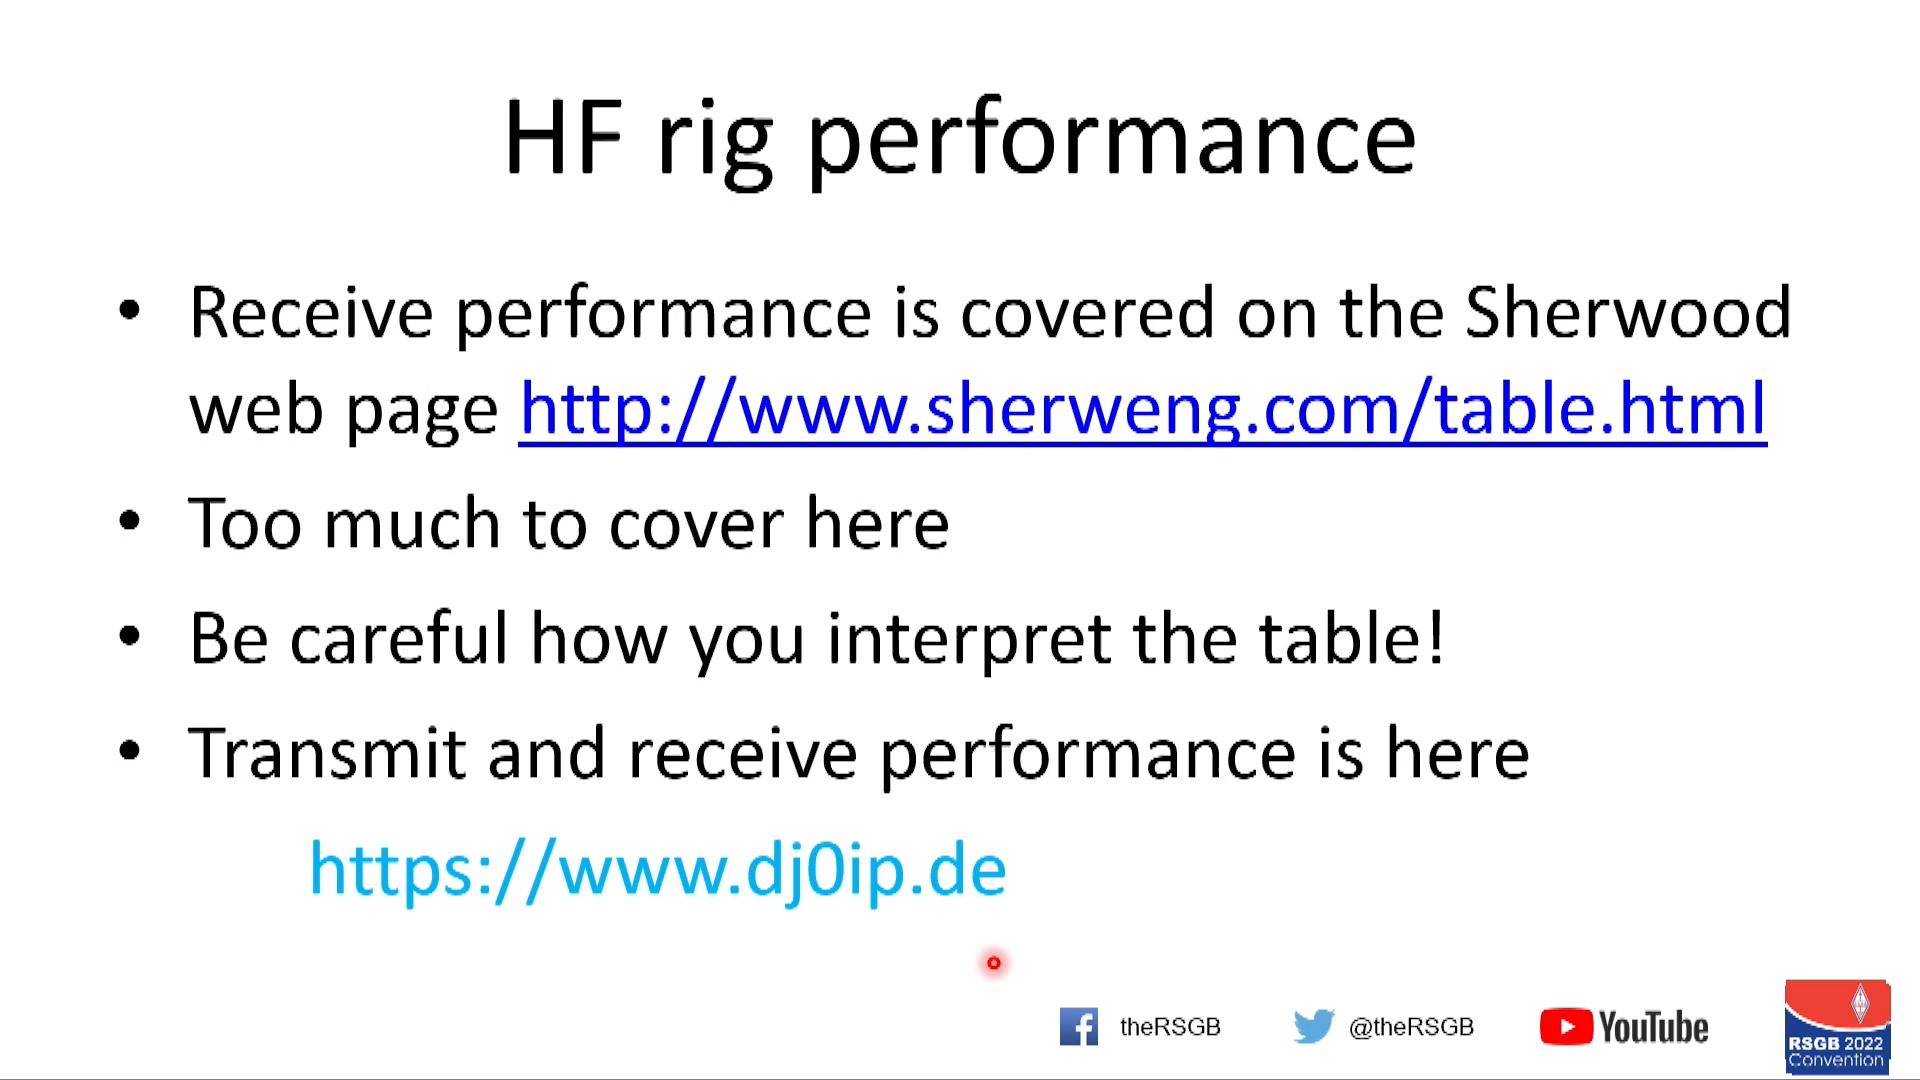 HF rig performance
• Receive performance is covered on the Sherwood
web page http://www.sherweng.com/table.html
• Too much to cover here
• Be careful how you interpret the table!
• Transmit and receive performance is here
https://www.dj0ip.de
theRSGB
@theRSGB
YouTube
RSGB 2022
Convention